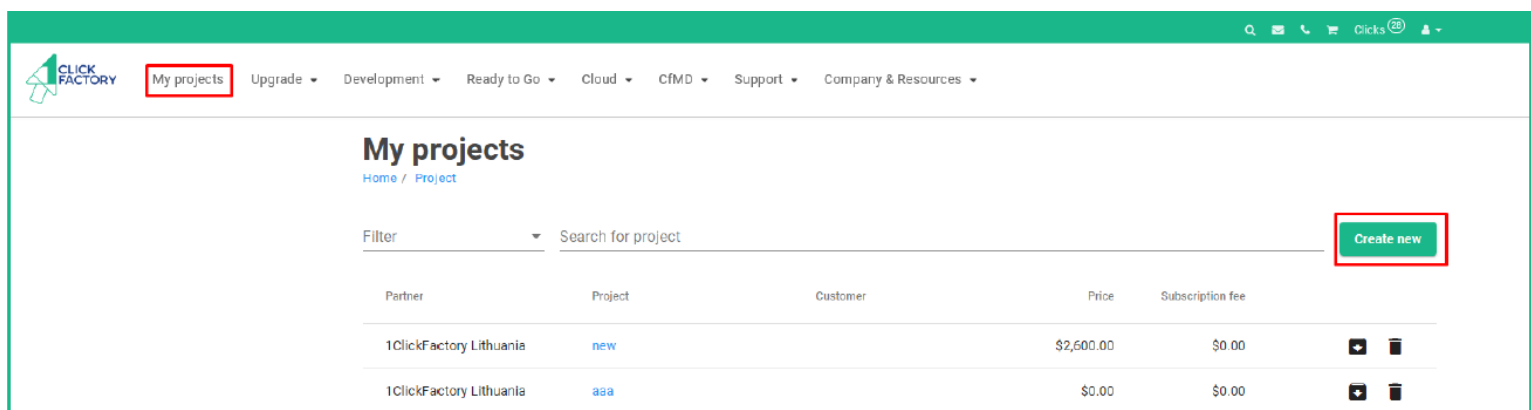 Clicks 28
1 CLICK
FACTORY
My projects Upgrade Development Ready to Go Cloud CfMD Support Company & Resources
My projects
Home / Project
Filter Search for project Create new
Partner Project Customer Price Subscription fee
1ClickFactory Lithuania new $2,600.00 $0.00
1ClickFactory Lithuania aaa $0.00 $0.00